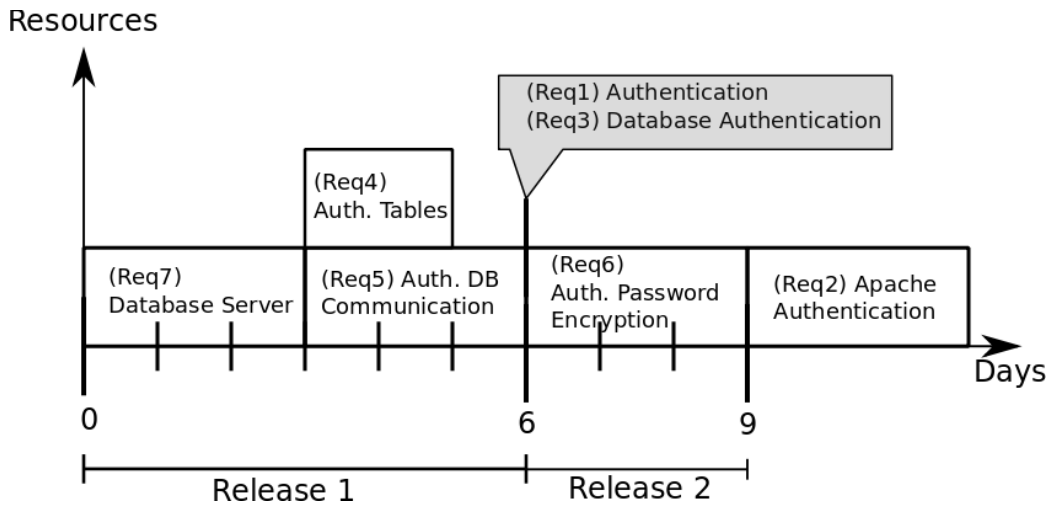 Resources
(Req1) Authentication
(Req3) Database Authentication
(Req4)
Auth. Tables
(Req7)
Database Server
(Req5) Auth. DB
Communication
(Req6)
Auth. Password
Encryption
(Req2) Apache
Authentication
Days
0
6
9
Release 1
Release 2